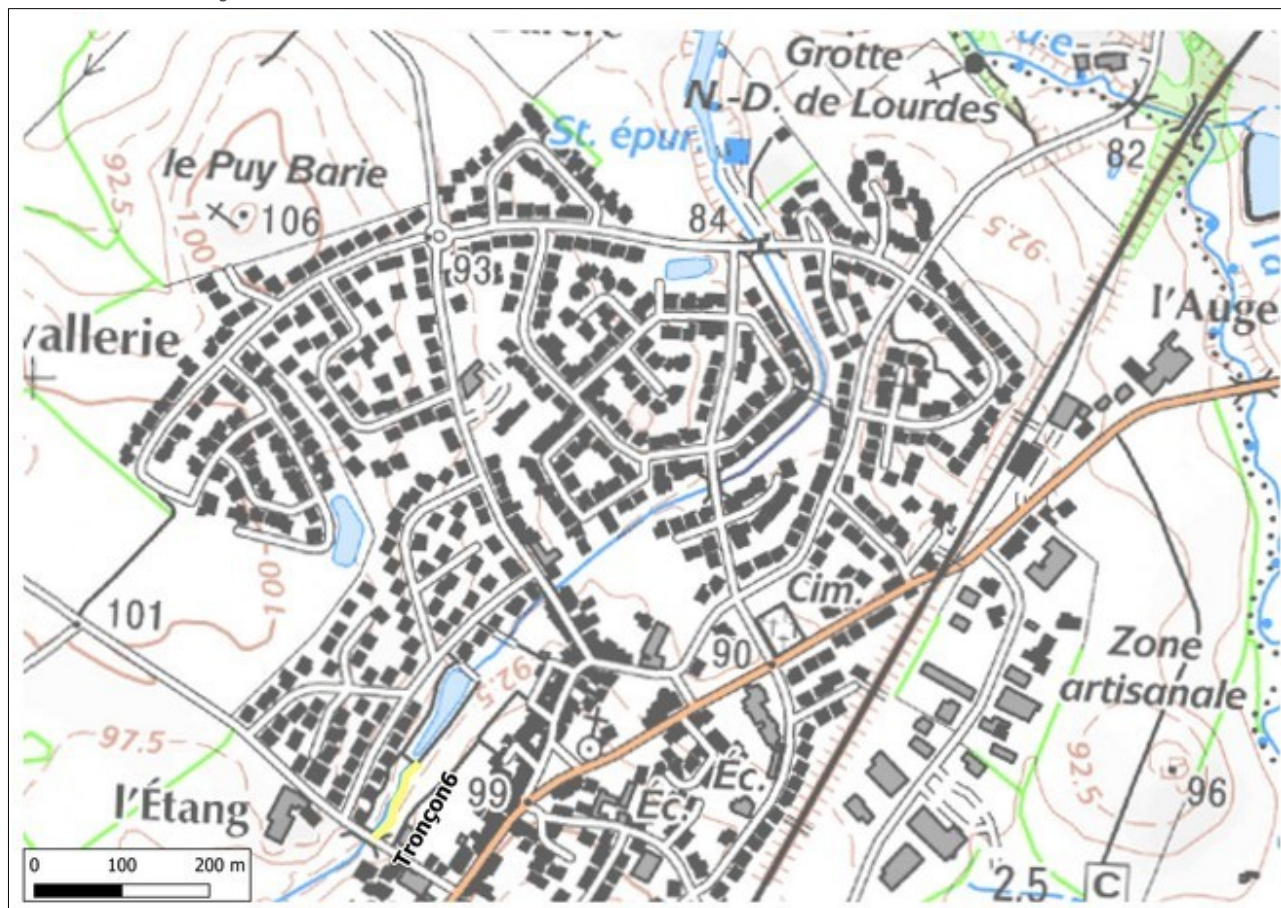 Grotte
N.-D. de Lourdes
St. épur.
le Puy Barie
92.5
100
106
84
82
93
92.5
vallerie
l'Auge
100
101
Cim.
Zone
artisanale
92.5
90
97.5
l'Étang
99
Tronçon6
Éc.
Éc.
92.5
96
2,5
C
0 100 200 m